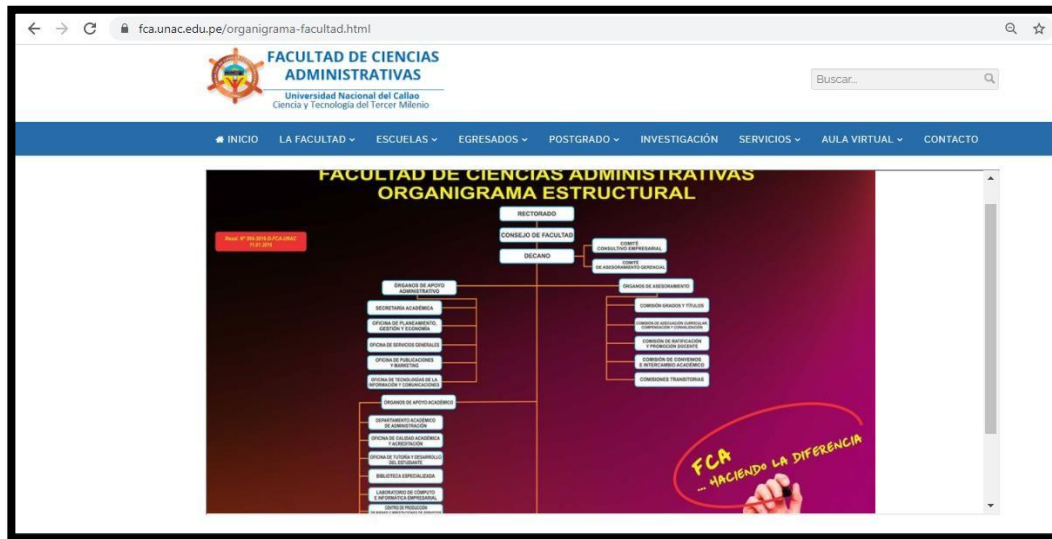 fca.unac.edu.pe/organigrama-facultad.html
FACULTAD DE CIENCIAS
ADMINISTRATIVAS
Universidad Nacional del Callao
Ciencia y Tecnología del Tercer Milenio
Buscar...
INICIO LA FACULTAD ESCUELAS EGRESADOS POSTGRADO INVESTIGACIÓN SERVICIOS AULA VIRTUAL CONTACTO
FACULTAD DE CIENCIAS ADMINISTRATIVAS
ORGANIGRAMA ESTRUCTURAL
RECTORADO
CONSEJO DE FACULTAD
DECANO
COMITÉ
CONSULTIVO EMPRESARIAL
COMITÉ
DE ASESORAMIENTO GERENCIAL
ÓRGANOS DE APOYO
ADMINISTRATIVO
SECRETARÍA ACADÉMICA
OFICINA DE PLANEAMIENTO,
GESTIÓN Y ECONOMÍA
OFICINA DE SERVICIOS GENERALES
OFICINA DE PUBLICACIONES
Y MARKETING
OFICINA DE TECNOLOGÍAS DE LA
INFORMACIÓN Y COMUNICACIONES
ÓRGANOS DE ASESORAMIENTO
COMISIÓN GRADOS Y TÍTULOS
COMISIÓN DE ADECUACIÓN CURRICULAR,
COMPENSACIÓN Y CONVALIDACIÓN
COMISIÓN DE RATIFICACIÓN
Y PROMOCIÓN DOCENTE
COMISIÓN DE CONVENIOS
E INTERCAMBIO ACADÉMICO
COMISIONES TRANSITORIAS
ÓRGANOS DE APOYO ACADÉMICO
DEPARTAMENTO ACADÉMICO
DE ADMINISTRACIÓN
OFICINA DE CALIDAD ACADÉMICA
Y ACREDITACIÓN
OFICINA DE TUTORÍA Y DESARROLLO
DEL ESTUDIANTE
BIBLIOTECA ESPECIALIZADA
LABORATORIO DE CÓMPUTO
E INFORMÁTICA EMPRESARIAL
CENTRO DE PRODUCCIÓN
FCA
... HACIENDO LA DIFERENCIA